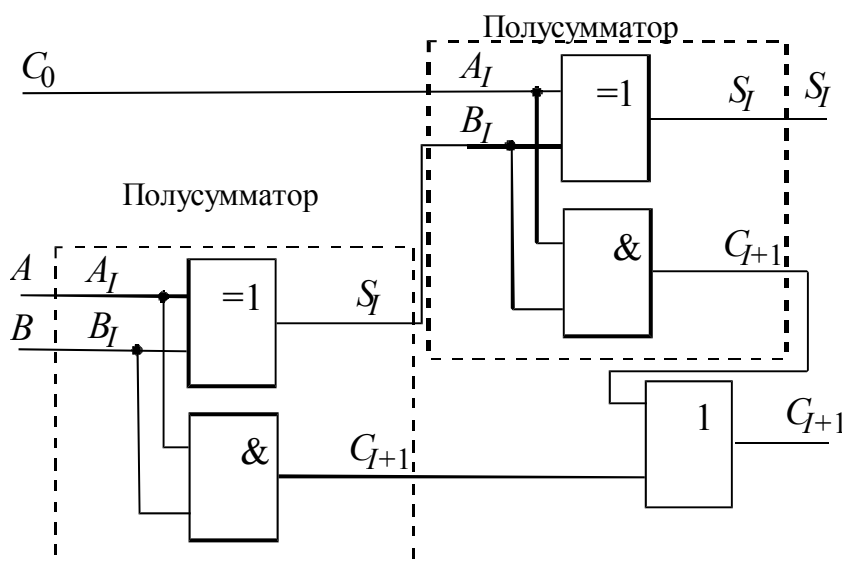 Полусумматор
C0
AI
=1
SI
SI
BI
Полусумматор
&
CI+1
A
AI
=1
SI
B
BI
1
CI+1
&
CI+1